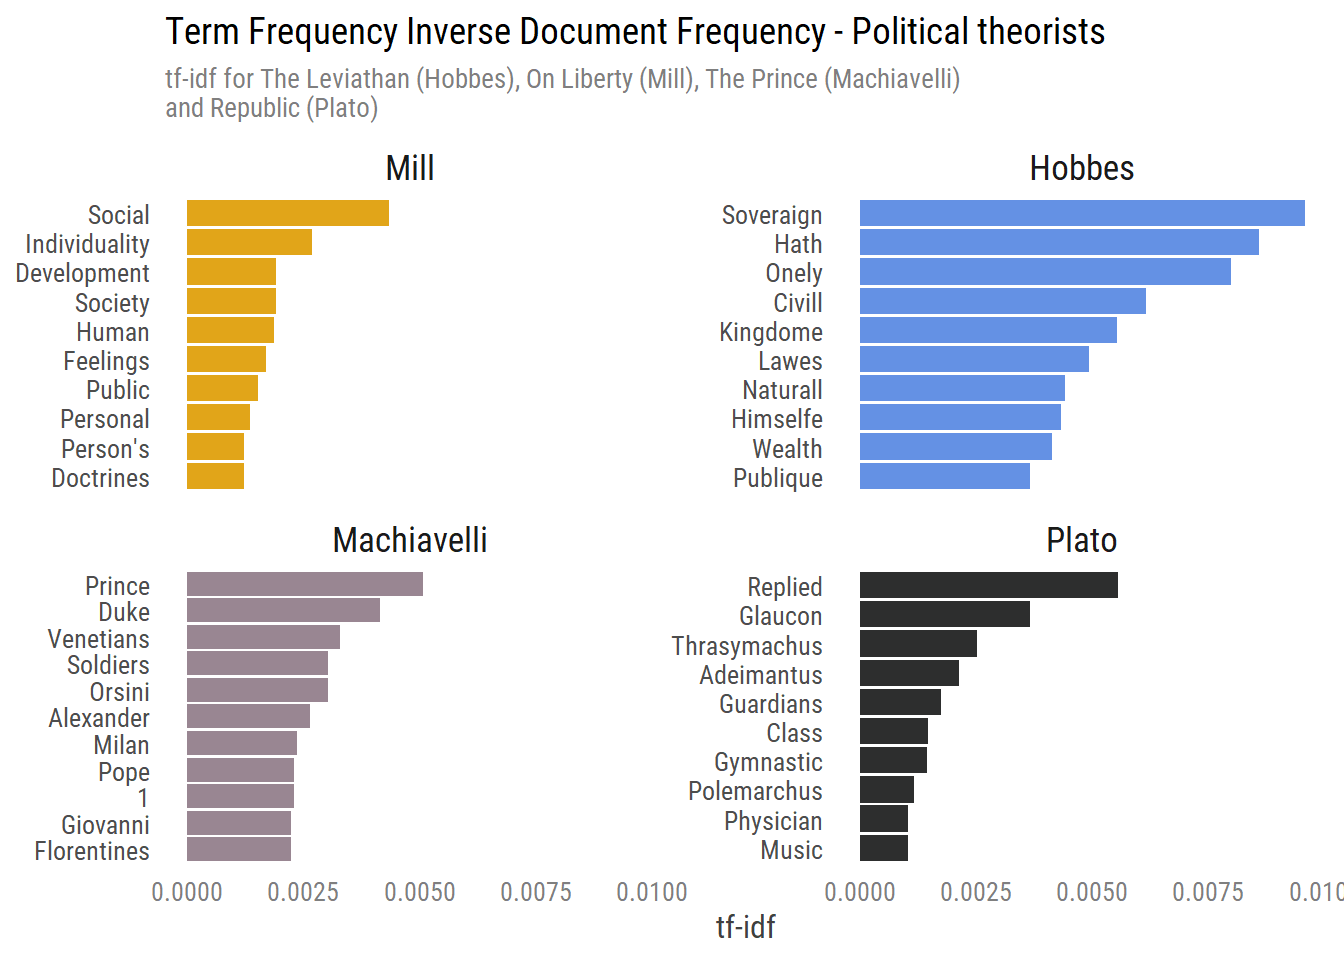 Term Frequency Inverse Document Frequency - Political theorists
tf-idf for The Leviathan (Hobbes), On Liberty (Mill), The Prince (Machiavelli)
and Republic (Plato)
Mill
Social
Individuality
Development
Society
Human
Feelings
Public
Personal
Person's
Doctrines
Hobbes
Soveraign
Hath
Onely
Civill
Kingdome
Lawes
Naturall
Himselfe
Wealth
Publique
Machiavelli
Prince
Duke
Venetians
Soldiers
Orsini
Alexander
Milan
Pope
1
Giovanni
Florentines
Plato
Replied
Glaucon
Thrasymachus
Adeimantus
Guardians
Class
Gymnastic
Polemarchus
Physician
Music
0.0000 0.0025 0.0050 0.0075 0.0100
0.0000 0.0025 0.0050 0.0075 0.010
tf-idf